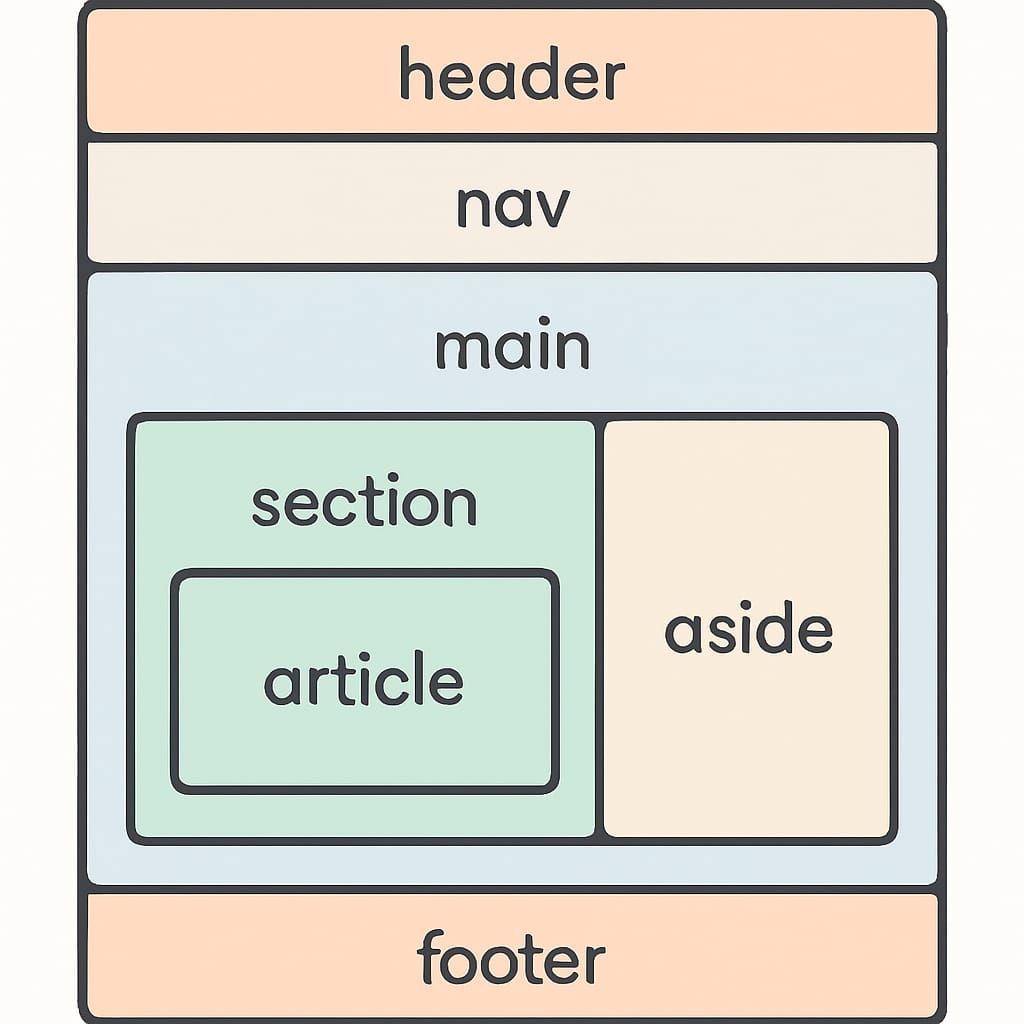 header
nav
main
section
article
aside
footer